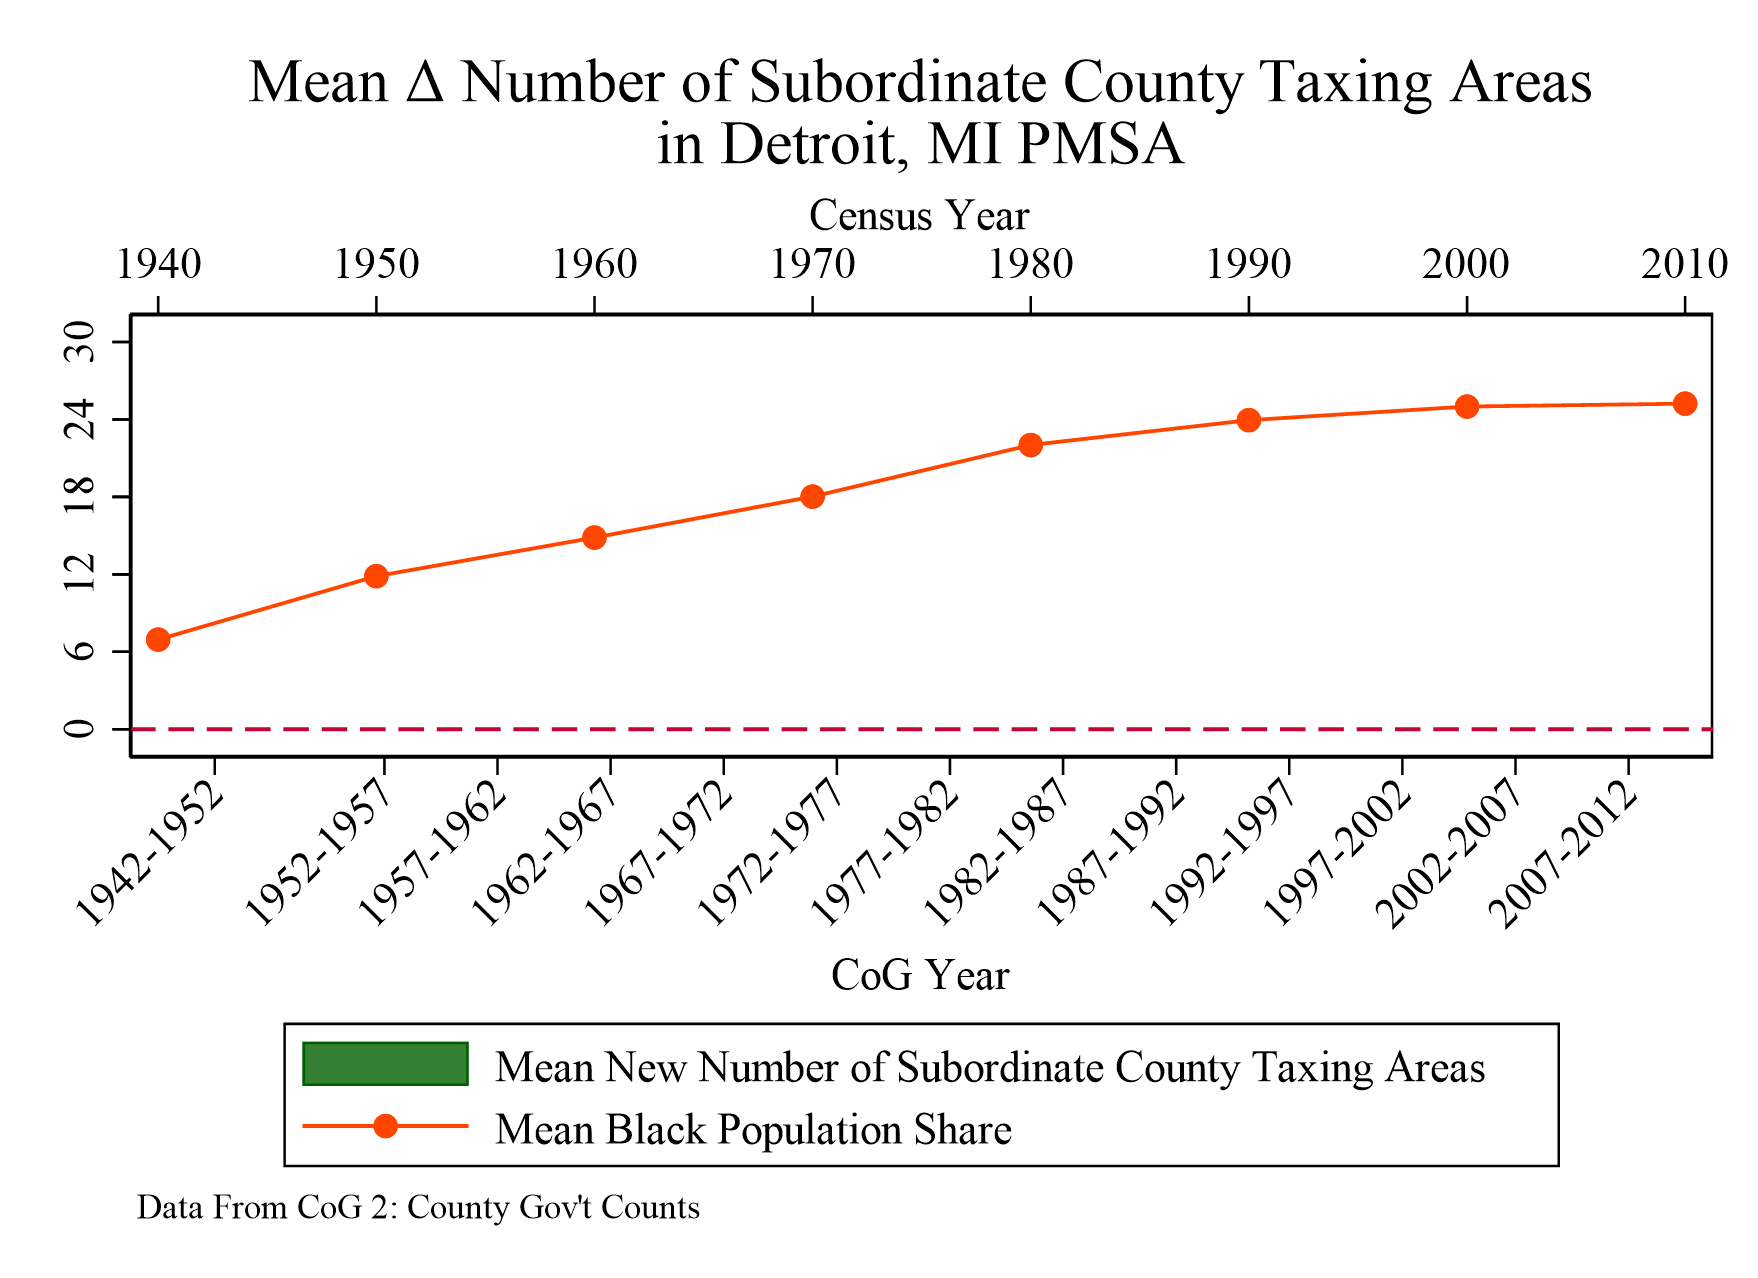 Mean Δ Number of Subordinate County Taxing Areas
in Detroit, MI PMSA
Census Year
1940 1950 1960 1970 1980 1990 2000 2010
30
24
18
12
6
0
1942-1952 1952-1957 1957-1962 1962-1967 1967-1972 1972-1977 1977-1982 1982-1987 1987-1992 1992-1997 1997-2002 2002-2007 2007-2012
CoG Year
Mean New Number of Subordinate County Taxing Areas
Mean Black Population Share
Data From CoG 2: County Gov't Counts